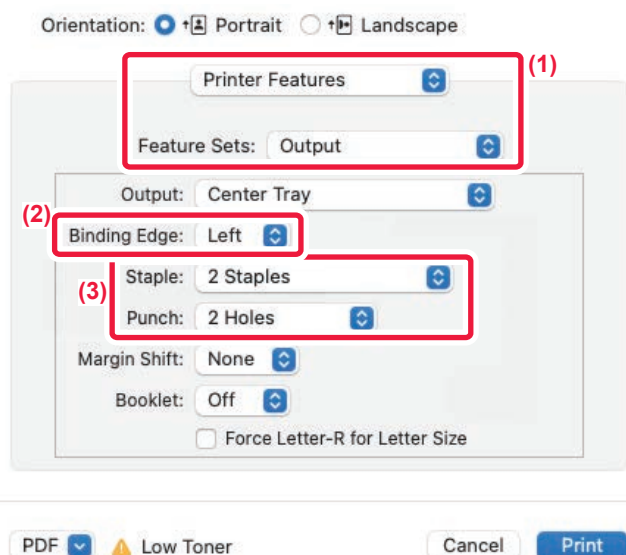 Orientation: Portrait Landscape
Printer Features
(1)
Feature Sets: Output
Output: Center Tray
(2)
Binding Edge: Left
Staple: 2 Staples
(3)
Punch: 2 Holes
Margin Shift: None
Booklet: Off
Force Letter-R for Letter Size
PDF Low Toner Cancel Print